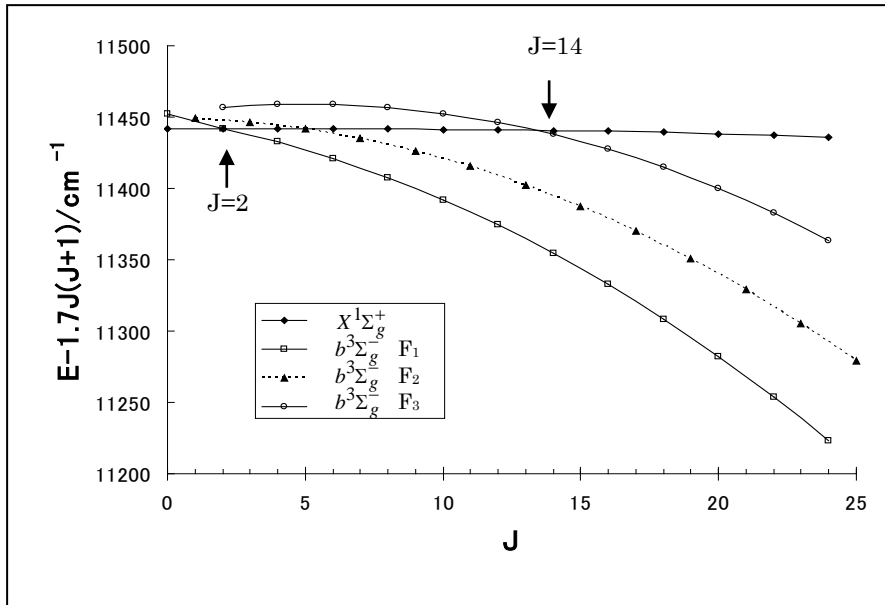 E-1.7J(J+1)/cm⁻¹
11500
11450
11400
11350
11300
11250
11200
J=14
J=2
X¹Σg⁺
b³Σg⁻ F₁
b³Σg⁻ F₂
b³Σg⁻ F₃
0 5 10 15 20 25
J